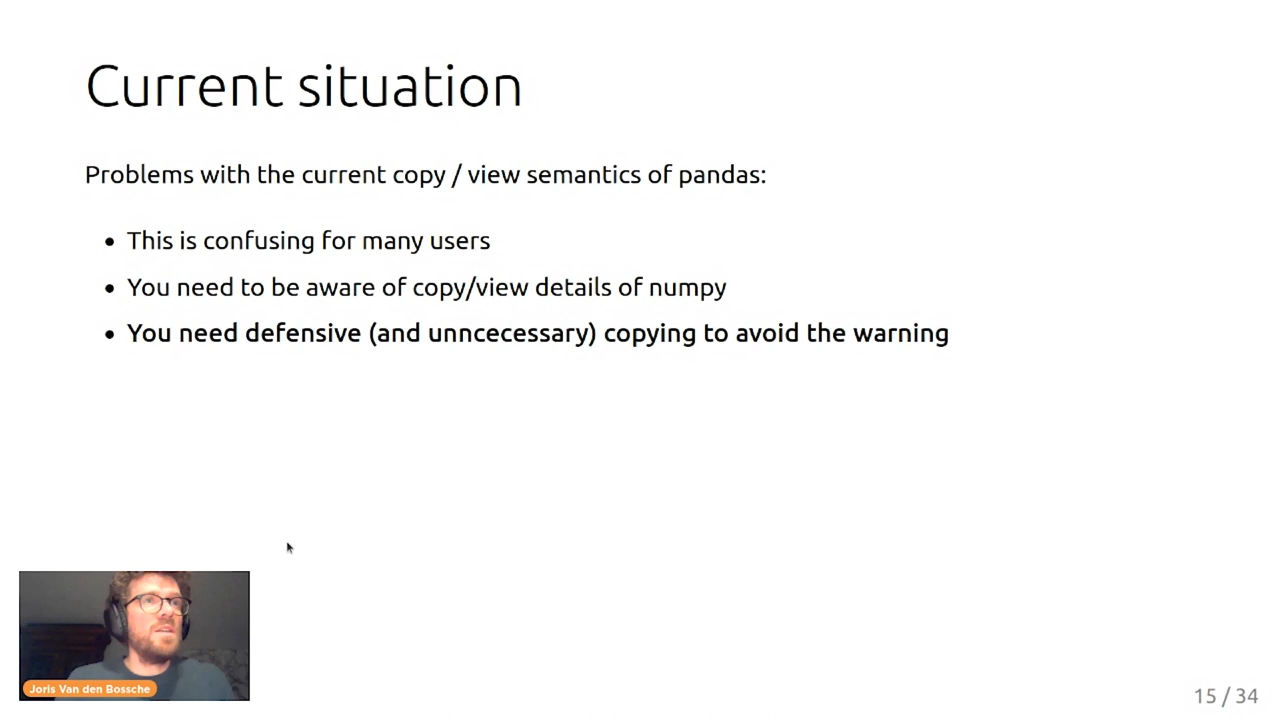 Current situation
Problems with the current copy / view semantics of pandas:
• This is confusing for many users
• You need to be aware of copy/view details of numpy
• You need defensive (and unncecessary) copying to avoid the warning
Joris Van den Bossche
15 / 34